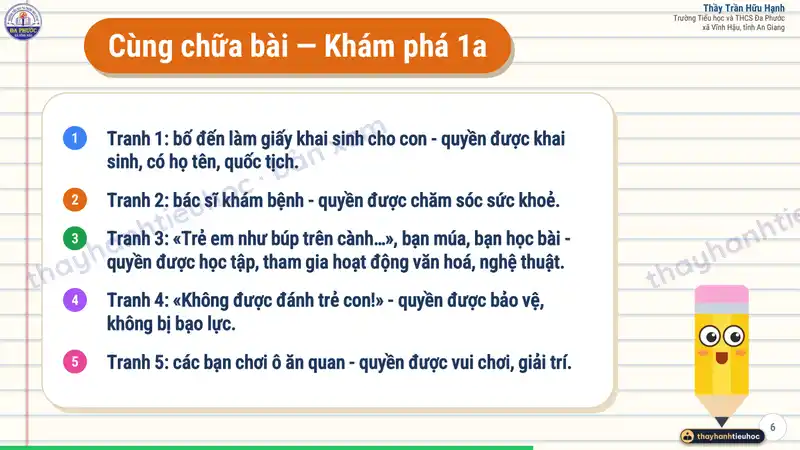 Thầy Trần Hữu Hạnh
Trường Tiểu học và THCS Đa Phước
xã Vĩnh Hậu, tỉnh An Giang
ĐA PHƯỚC
Cùng chữa bài – Khám phá 1a
1 Tranh 1: bố đến làm giấy khai sinh cho con - quyền được khai
sinh, có họ tên, quốc tịch.
2 Tranh 2: bác sĩ khám bệnh - quyền được chăm sóc sức khoẻ.
3 Tranh 3: «Trẻ em như búp trên cành…», bạn múa, bạn học bài -
quyền được học tập, tham gia hoạt động văn hoá, nghệ thuật.
4 Tranh 4: «Không được đánh trẻ con!» - quyền được bảo vệ,
không bị bạo lực.
5 Tranh 5: các bạn chơi ô ăn quan - quyền được vui chơi, giải trí.
thayhanhtieuhoc · bản xem
thayhanhtieuhoc
6